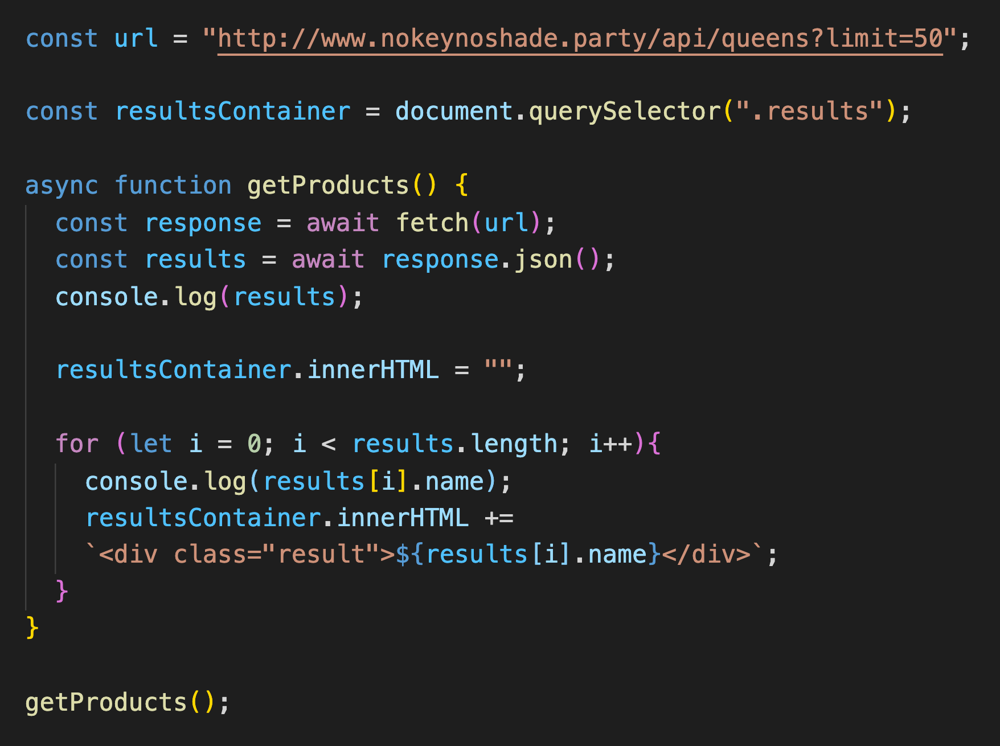 const url = "http://www.nokeynoshade.party/api/queens?limit=50";
const resultsContainer = document.querySelector(".results");
async function getProducts() {
const response = await fetch(url);
const results = await response.json();
console.log(results);
resultsContainer.innerHTML = "";
for (let i = 0; i < results.length; i++){
console.log(results[i].name);
resultsContainer.innerHTML +=
`<div class="result">${results[i].name}</div>`;
}
}
getProducts();